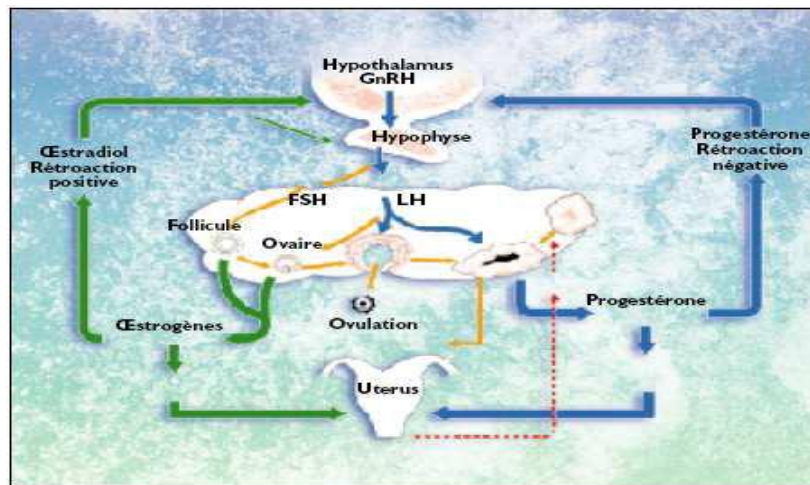 Hypothalamus
GnRH
Hypophyse
Œstradiol
Rétroaction
positive
Progestérone
Rétroaction
négative
FSH
LH
Follicule
Ovaire
Œstrogènes
Ovulation
Progestérone
Uterus